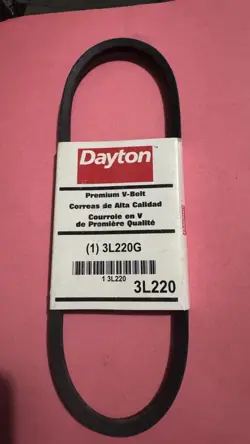 Dayton
Premium V-Belt
Correas de Alta Calidad
Courroie en V
de Première Qualité
(1) 3L220G
1 3L220
3L220